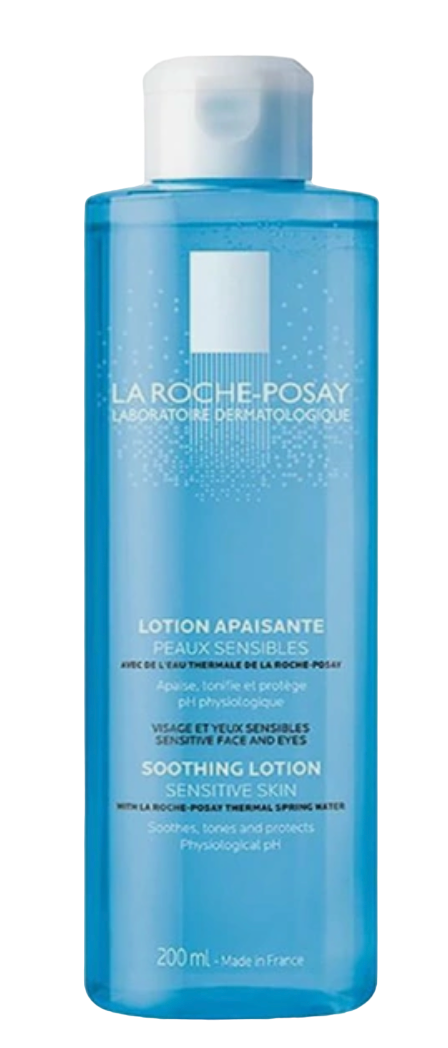 LA ROCHE-POSAY
LABORATOIRE DERMATOLOGIQUE
LOTION APAISANTE
PEAUX SENSIBLES
AVEC DE L'EAU THERMALE DE LA ROCHE-POSAY
Apaise, tonifie et protège
pH physiologique
VISAGE ET YEUX SENSIBLES
SENSITIVE FACE AND EYES
SOOTHING LOTION
SENSITIVE SKIN
WITH LA ROCHE-POSAY THERMAL SPRING WATER
Soothes, tones and protects
Physiological pH
200 ml - Made in France